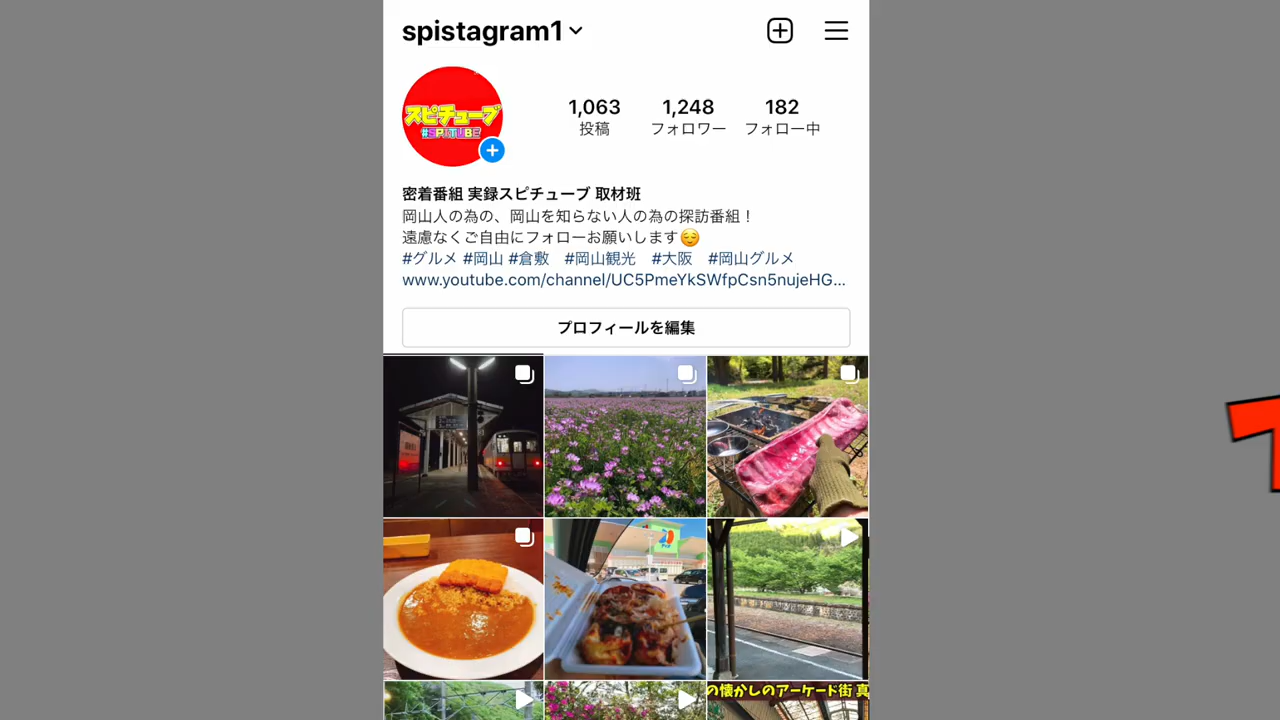 spistagram1
スピチューブ
#SPITUBE
1,063
投稿
1,248
フォロワー
182
フォロー中
密着番組 実録スピチューブ 取材班
岡山人の為の、岡山を知らない人の為の探訪番組！
遠慮なくご自由にフォローお願いします😌
#グルメ #岡山 #倉敷　#岡山観光　#大阪　#岡山グルメ
www.youtube.com/channel/UC5PmeYkSWfpCsn5nujeHG...
プロフィールを編集
の懐かしのアーケード街 真